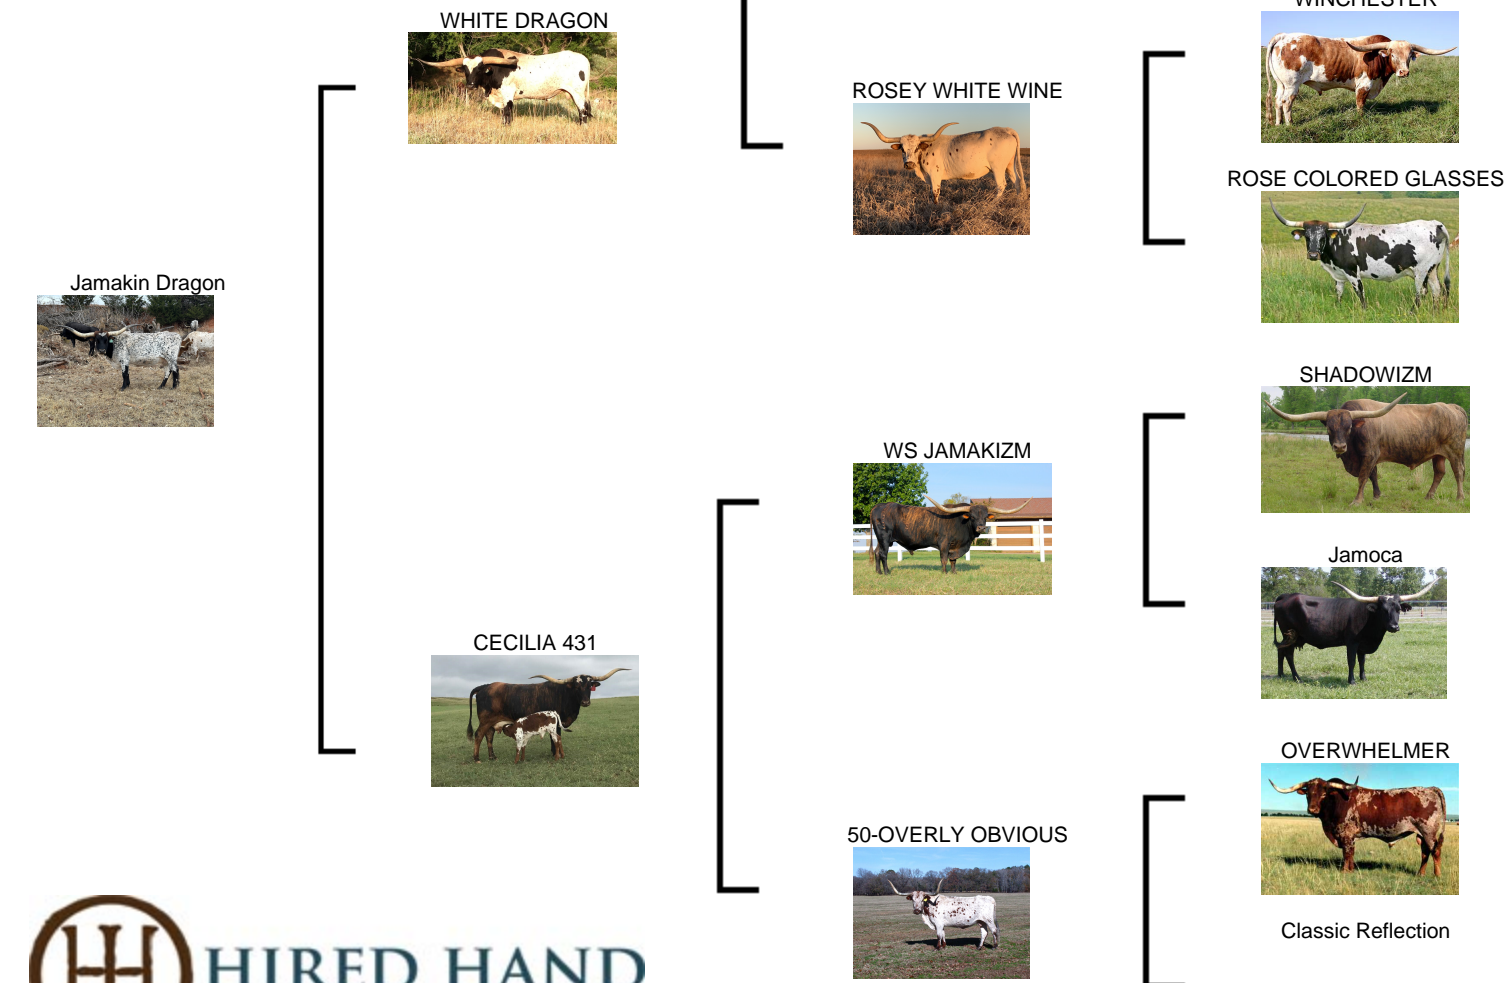 WINCHESTER
WHITE DRAGON
ROSEY WHITE WINE
ROSE COLORED GLASSES
Jamakin Dragon
SHADOWIZM
WS JAMAKIZM
Jamoca
CECILIA 431
OVERWHELMER
50-OVERLY OBVIOUS
Classic Reflection
HIRED HAND